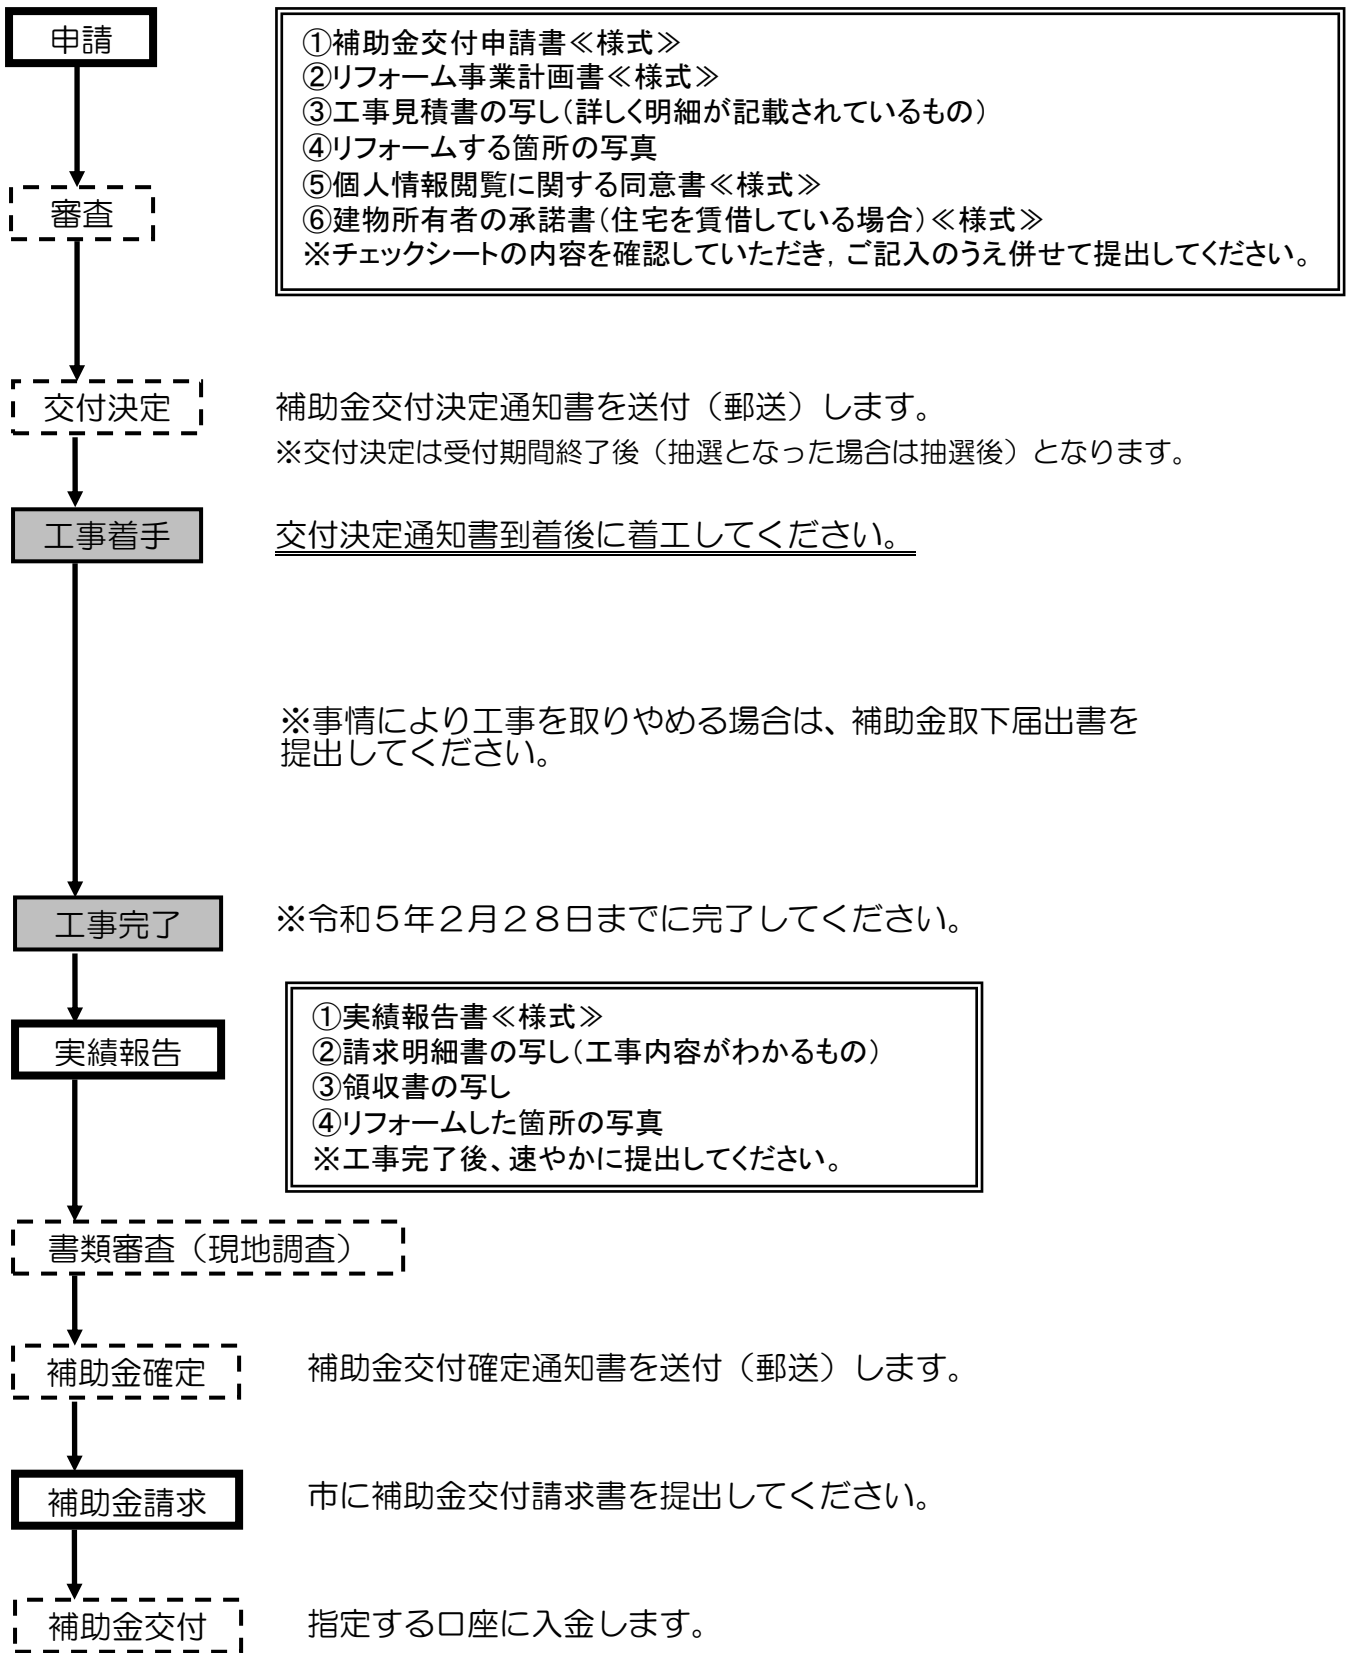 申請
①補助金交付申請書≪様式≫
②リフォーム事業計画書≪様式≫
③工事見積書の写し（詳しく明細が記載されているもの）
④リフォームする箇所の写真
⑤個人情報閲覧に関する同意書≪様式≫
⑥建物所有者の承諾書（住宅を賃借している場合）≪様式≫
※チェックシートの内容を確認していただき，ご記入のうえ併せて提出してください。
審査
交付決定
補助金交付決定通知書を送付（郵送）します。
※交付決定は受付期間終了後（抽選となった場合は抽選後）となります。
工事着手
交付決定通知書到着後に着工してください。
※事情により工事を取りやめる場合は、補助金取下届出書を
提出してください。
工事完了
※令和５年２月２８日までに完了してください。
実績報告
①実績報告書≪様式≫
②請求明細書の写し（工事内容がわかるもの）
③領収書の写し
④リフォームした箇所の写真
※工事完了後、速やかに提出してください。
書類審査（現地調査）
補助金確定
補助金交付確定通知書を送付（郵送）します。
補助金請求
市に補助金交付請求書を提出してください。
補助金交付
指定する口座に入金します。